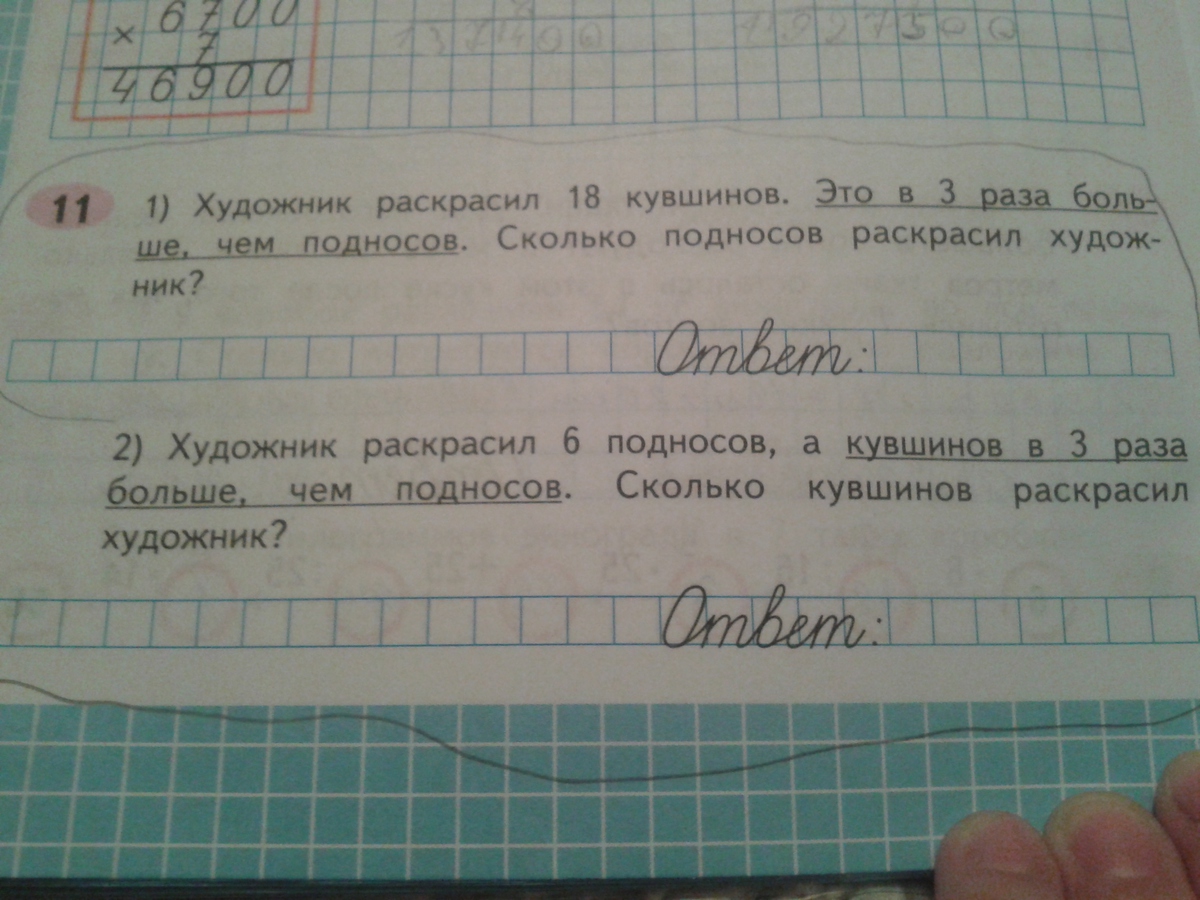 × 6700
7
46900
11 1) Художник раскрасил 18 кувшинов. Это в 3 раза боль-
ше, чем подносов. Сколько подносов раскрасил худож-
ник?
Ответ:
2) Художник раскрасил 6 подносов, а кувшинов в 3 раза
больше, чем подносов. Сколько кувшинов раскрасил
художник?
Ответ: